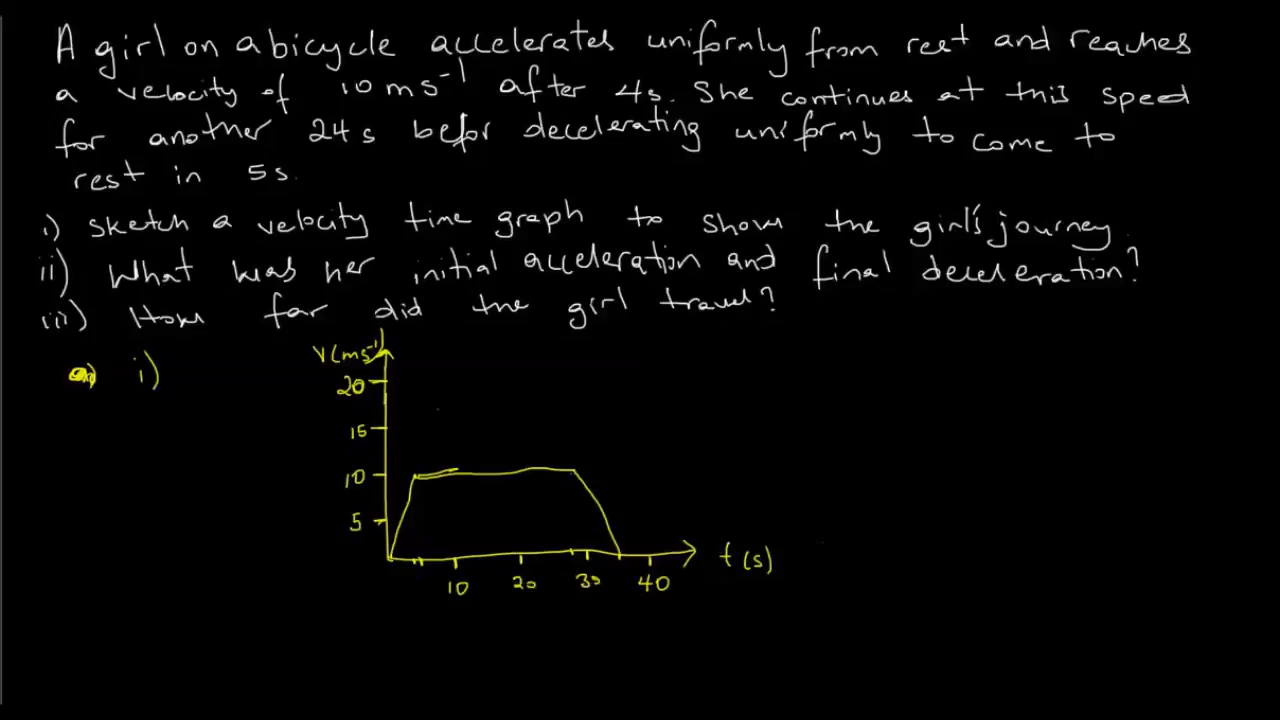 A girl on a bicycle accelerates uniformly from rest and reaches
a velocity of 10 ms⁻¹ after 4s. She continues at this speed
for another 24s befor decelerating uniformly to come to
rest in 5s.
i) Sketch a velocity time graph to show the girl's journey
ii) What was her initial acceleration and final deceleration?
iii) How far did the girl travel?
i)
V(ms⁻¹)
20
15
10
5
10 20 30 40
t(s)